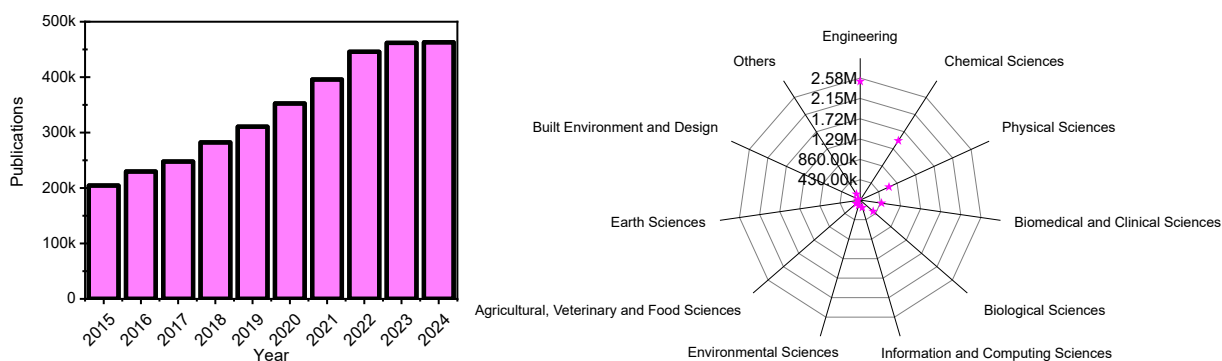 500k
400k
300k
200k
100k
0
Publications
2015
2016
2017
2018
2019
2020
2021
2022
2023
2024
Year
Engineering
Others
Chemical Sciences
2.58M
2.15M
Built Environment and Design
1.72M
Physical Sciences
1.29M
860.00k
430.00k
Earth Sciences
Biomedical and Clinical Sciences
Agricultural, Veterinary and Food Sciences
Biological Sciences
Environmental Sciences
Information and Computing Sciences